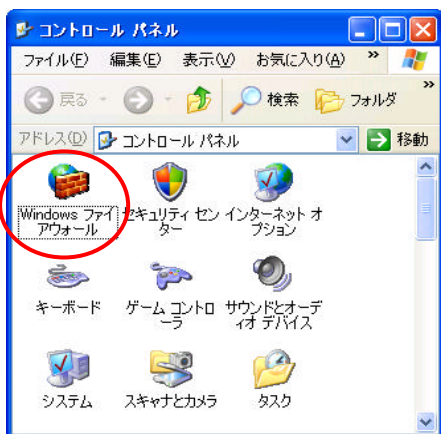 コントロール パネル
ファイル(F) 編集(E) 表示(V) お気に入り(A) »
戻る 検索 フォルダ »
アドレス(D) コントロール パネル 移動
Windows ファイ
アウォール
セキュリティ セン
ター
インターネット オ
プション
キーボード
ゲーム コントロ
ーラ
サウンドとオーデ
ィオ デバイス
システム
スキャナとカメラ
タスク